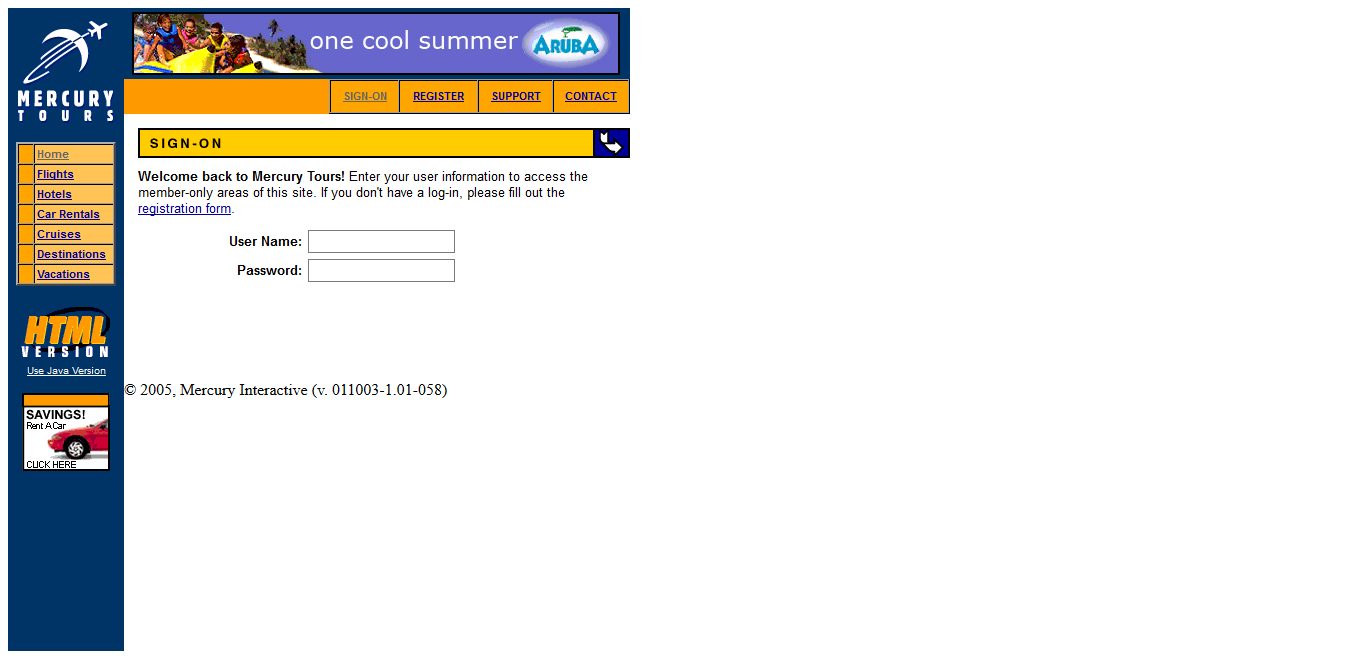 MERCURY
TOURS
one cool summer
ARUBA
SIGN-ON
REGISTER
SUPPORT
CONTACT
Home
Flights
Hotels
Car Rentals
Cruises
Destinations
Vacations
HTML
VERSION
Use Java Version
SAVINGS!
Rent A Car
CLICK HERE
SIGN-ON
Welcome back to Mercury Tours! Enter your user information to access the
member-only areas of this site. If you don't have a log-in, please fill out the
registration form.
User Name:
Password:
© 2005, Mercury Interactive (v. 011003-1.01-058)